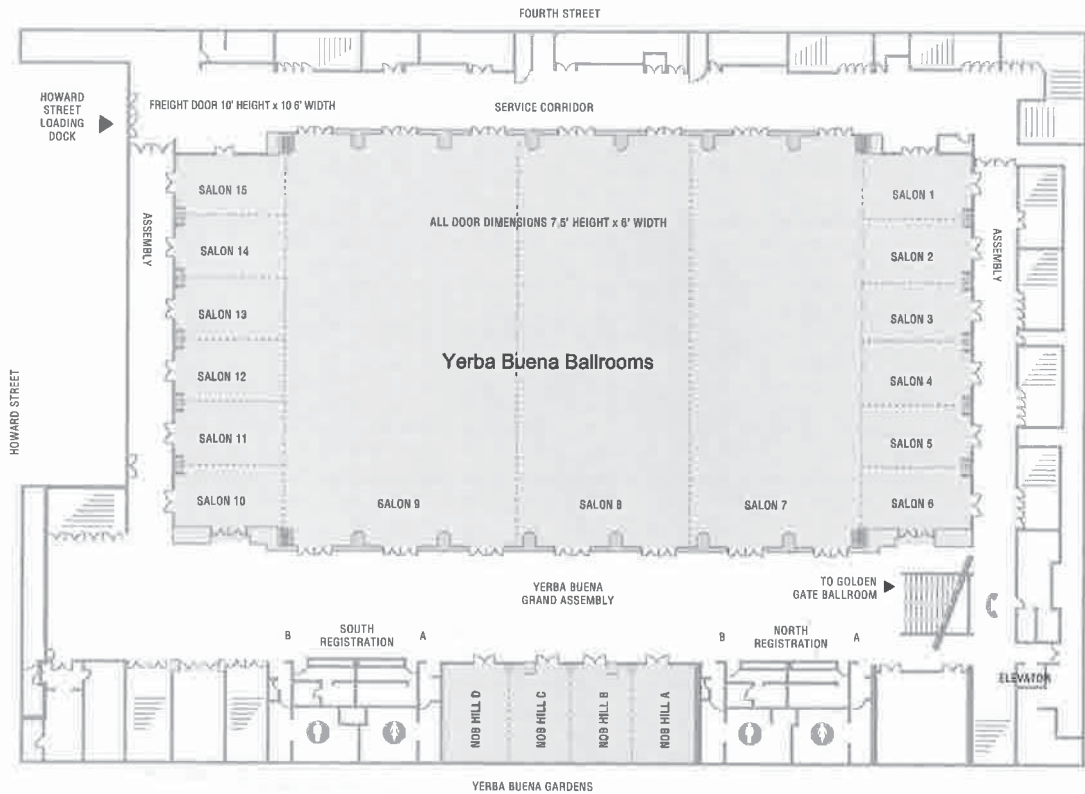 FOURTH STREET
HOWARD
STREET
LOADING
DOCK
FREIGHT DOOR 10' HEIGHT x 10 6' WIDTH
SERVICE CORRIDOR
SALON 15
SALON 1
ASSEMBLY
ALL DOOR DIMENSIONS 7.5' HEIGHT x 6' WIDTH
ASSEMBLY
SALON 14
SALON 2
SALON 13
SALON 3
Yerba Buena Ballrooms
SALON 12
SALON 4
HOWARD STREET
SALON 11
SALON 5
SALON 10
SALON 9
SALON 8
SALON 7
SALON 6
YERBA BUENA
GRAND ASSEMBLY
TO GOLDEN
GATE BALLROOM
B
SOUTH
REGISTRATION
A
B
NORTH
REGISTRATION
A
ELEVATOR
NOB HILL D
NOB HILL C
NOB HILL B
NOB HILL A
YERBA BUENA GARDENS